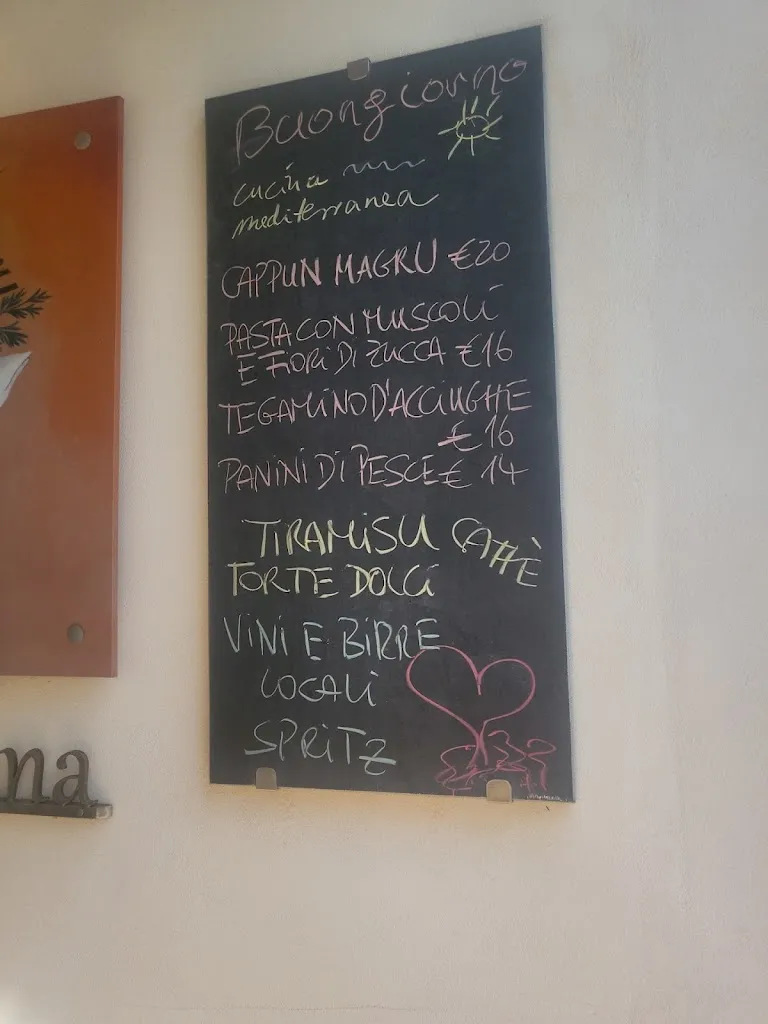 Buongiorno
cucina
mediterranea
CAPPUN MAGRU €20
PASTA CON MUSCOLI
E FIORI DI ZUCCA €16
TEGAMINO D'ACCIUGHE
€16
PANINI DI PESCE € 14
TIRAMISU CAFFÈ
TORTE DOLCI
VINI E BIRRE
LOCALI
SPRITZ
na